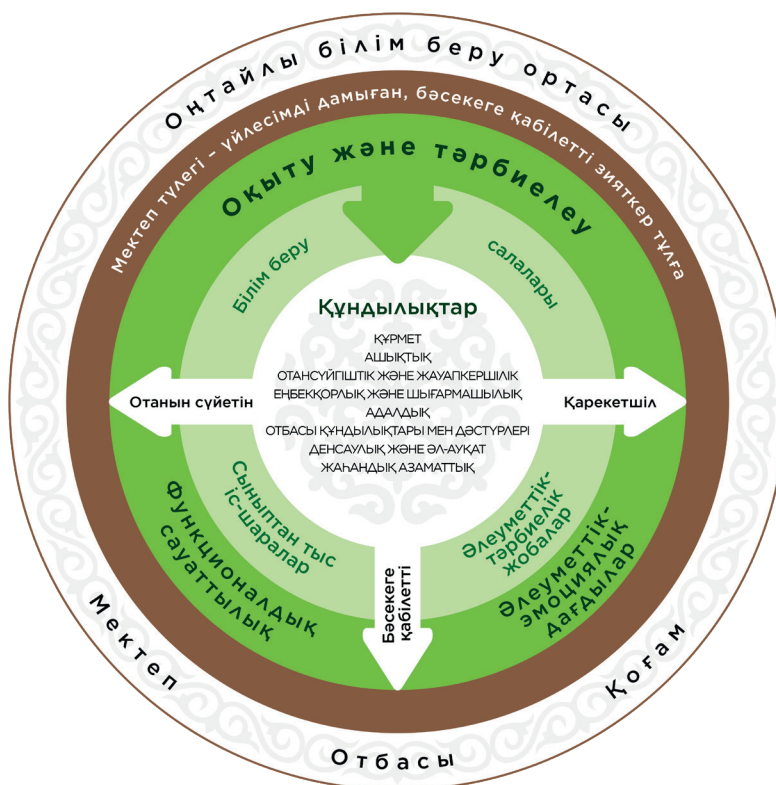 Оңтайлы білім беру ортасы
Мектеп түлегі – үйлесімді дамыған, бәсекеге қабілетті зияткер тұлға
Оқыту және тәрбиелеу
Білім беру
салалары
Құндылықтар
ҚҰРМЕТ
АШЫҚТЫҚ
ОТАНСҮЙГІШТІК ЖӘНЕ ЖАУАПКЕРШІЛІК
ЕҢБЕКҚОРЛЫҚ ЖӘНЕ ШЫҒАРМАШЫЛЫҚ
АДАЛДЫҚ
ОТБАСЫ ҚҰНДЫЛЫҚТАРЫ МЕН ДӘСТҮРЛЕРІ
ДЕНСАУЛЫҚ ЖӘНЕ ӘЛ-АУҚАТ
ЖАҺАНДЫҚ АЗАМАТТЫҚ
Отанын сүйетін
Қарекетшіл
Бәсекеге
қабілетті
Сыныптан тыс
іс-шаралар
Әлеуметтік-
тәрбиелік
жобалар
Функционалдық
сауаттылық
Әлеуметтік-
эмоциялық
дағдылар
Мектеп
Отбасы
Қоғам